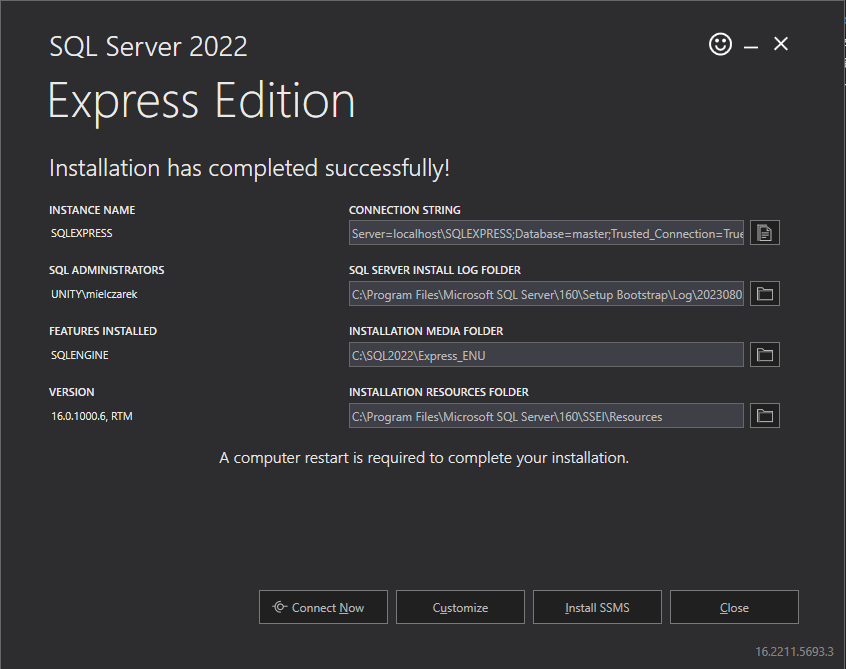 SQL Server 2022
Express Edition
Installation has completed successfully!
INSTANCE NAME
SQLEXPRESS
CONNECTION STRING
Server=localhost\SQLEXPRESS;Database=master;Trusted_Connection=True
SQL ADMINISTRATORS
UNITY\mielczarek
SQL SERVER INSTALL LOG FOLDER
C:\Program Files\Microsoft SQL Server\160\Setup Bootstrap\Log\2023080
FEATURES INSTALLED
SQLENGINE
INSTALLATION MEDIA FOLDER
C:\SQL2022\Express_ENU
VERSION
16.0.1000.6, RTM
INSTALLATION RESOURCES FOLDER
C:\Program Files\Microsoft SQL Server\160\SSEI\Resources
A computer restart is required to complete your installation.
Connect Now
Customize
Install SSMS
Close
16.2211.5693.3